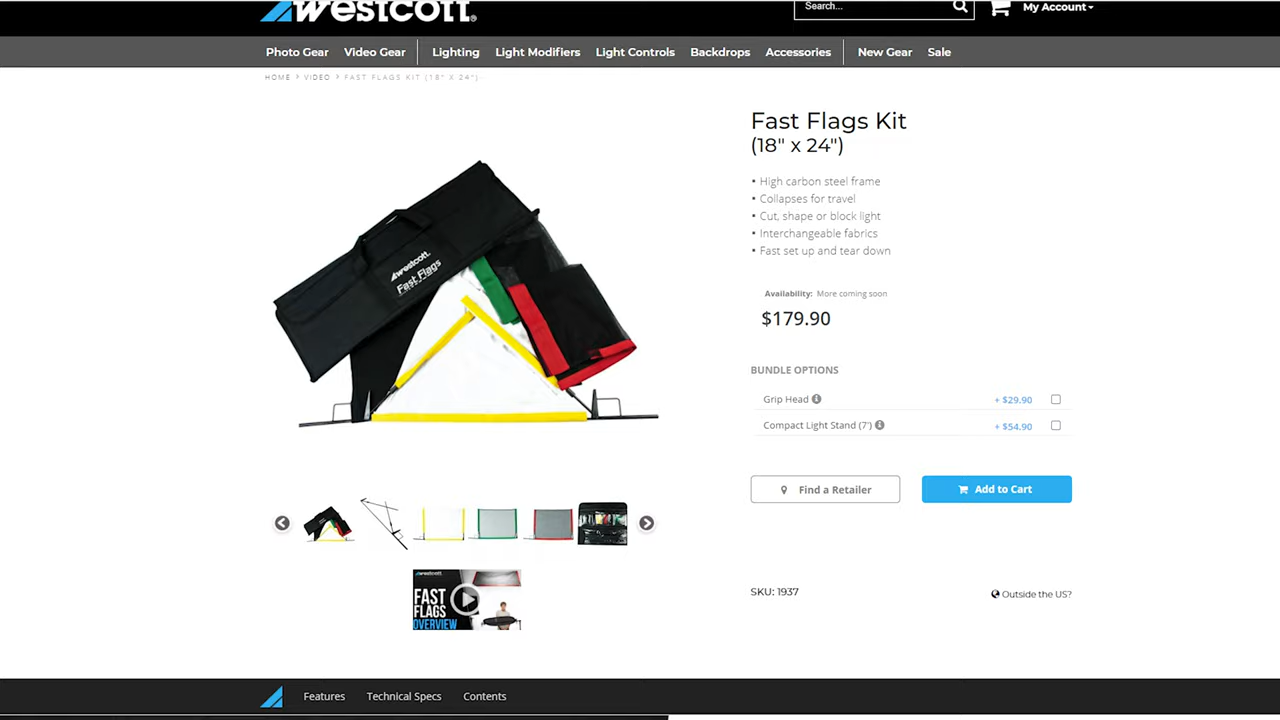 Westcott®
Search...
My Account
Photo Gear
Video Gear
Lighting
Light Modifiers
Light Controls
Backdrops
Accessories
New Gear
Sale
HOME > VIDEO > FAST FLAGS KIT (18" X 24")
Fast Flags Kit
(18" x 24")
• High carbon steel frame
• Collapses for travel
• Cut, shape or block light
• Interchangeable fabrics
• Fast set up and tear down
Availability: More coming soon
$179.90
BUNDLE OPTIONS
Grip Head
+ $29.90
Compact Light Stand (7')
+ $54.90
Find a Retailer
Add to Cart
SKU: 1937
Outside the US?
Westcott.
Fast Flags
Westcott
FAST
FLAGS
OVERVIEW
Features
Technical Specs
Contents